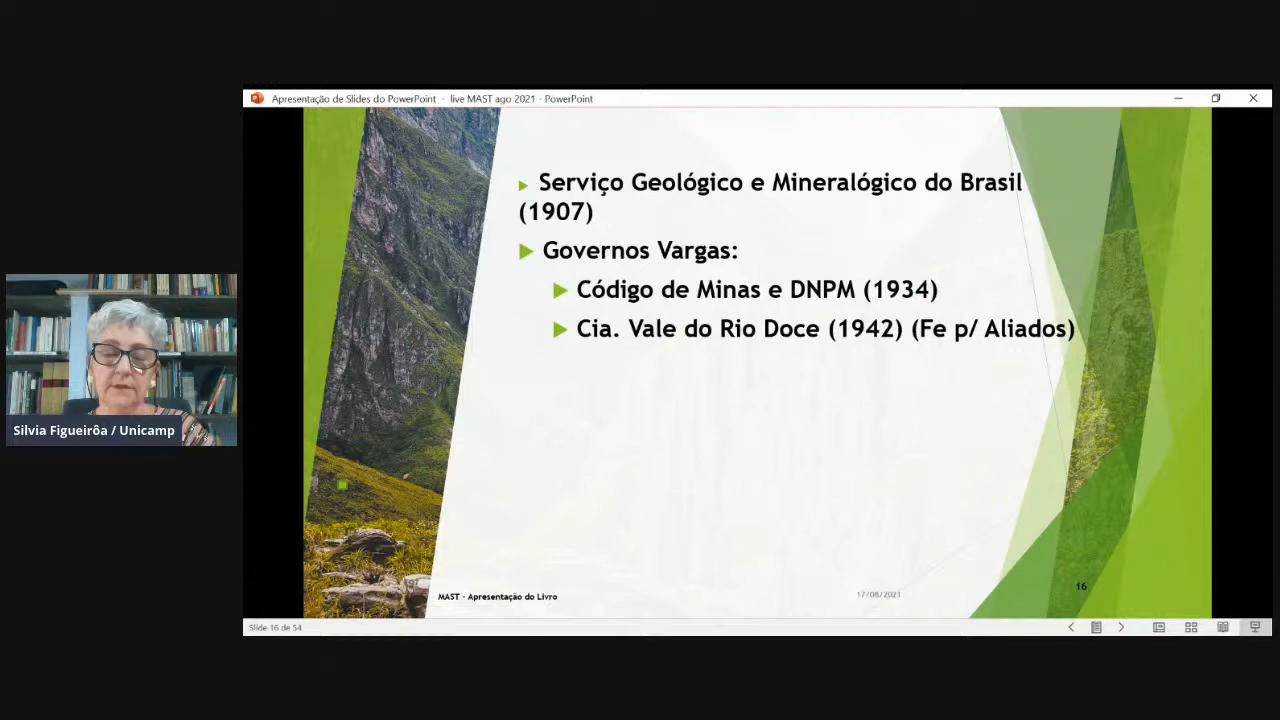 Apresentação de Slides do PowerPoint - live MAST ago 2021 - PowerPoint
Serviço Geológico e Mineralógico do Brasil
(1907)
Governos Vargas:
Código de Minas e DNPM (1934)
Cia. Vale do Rio Doce (1942) (Fe p/ Aliados)
Silvia Figueirôa / Unicamp
MAST - Apresentação do Livro
17/08/2021
16
Slide 16 de 54